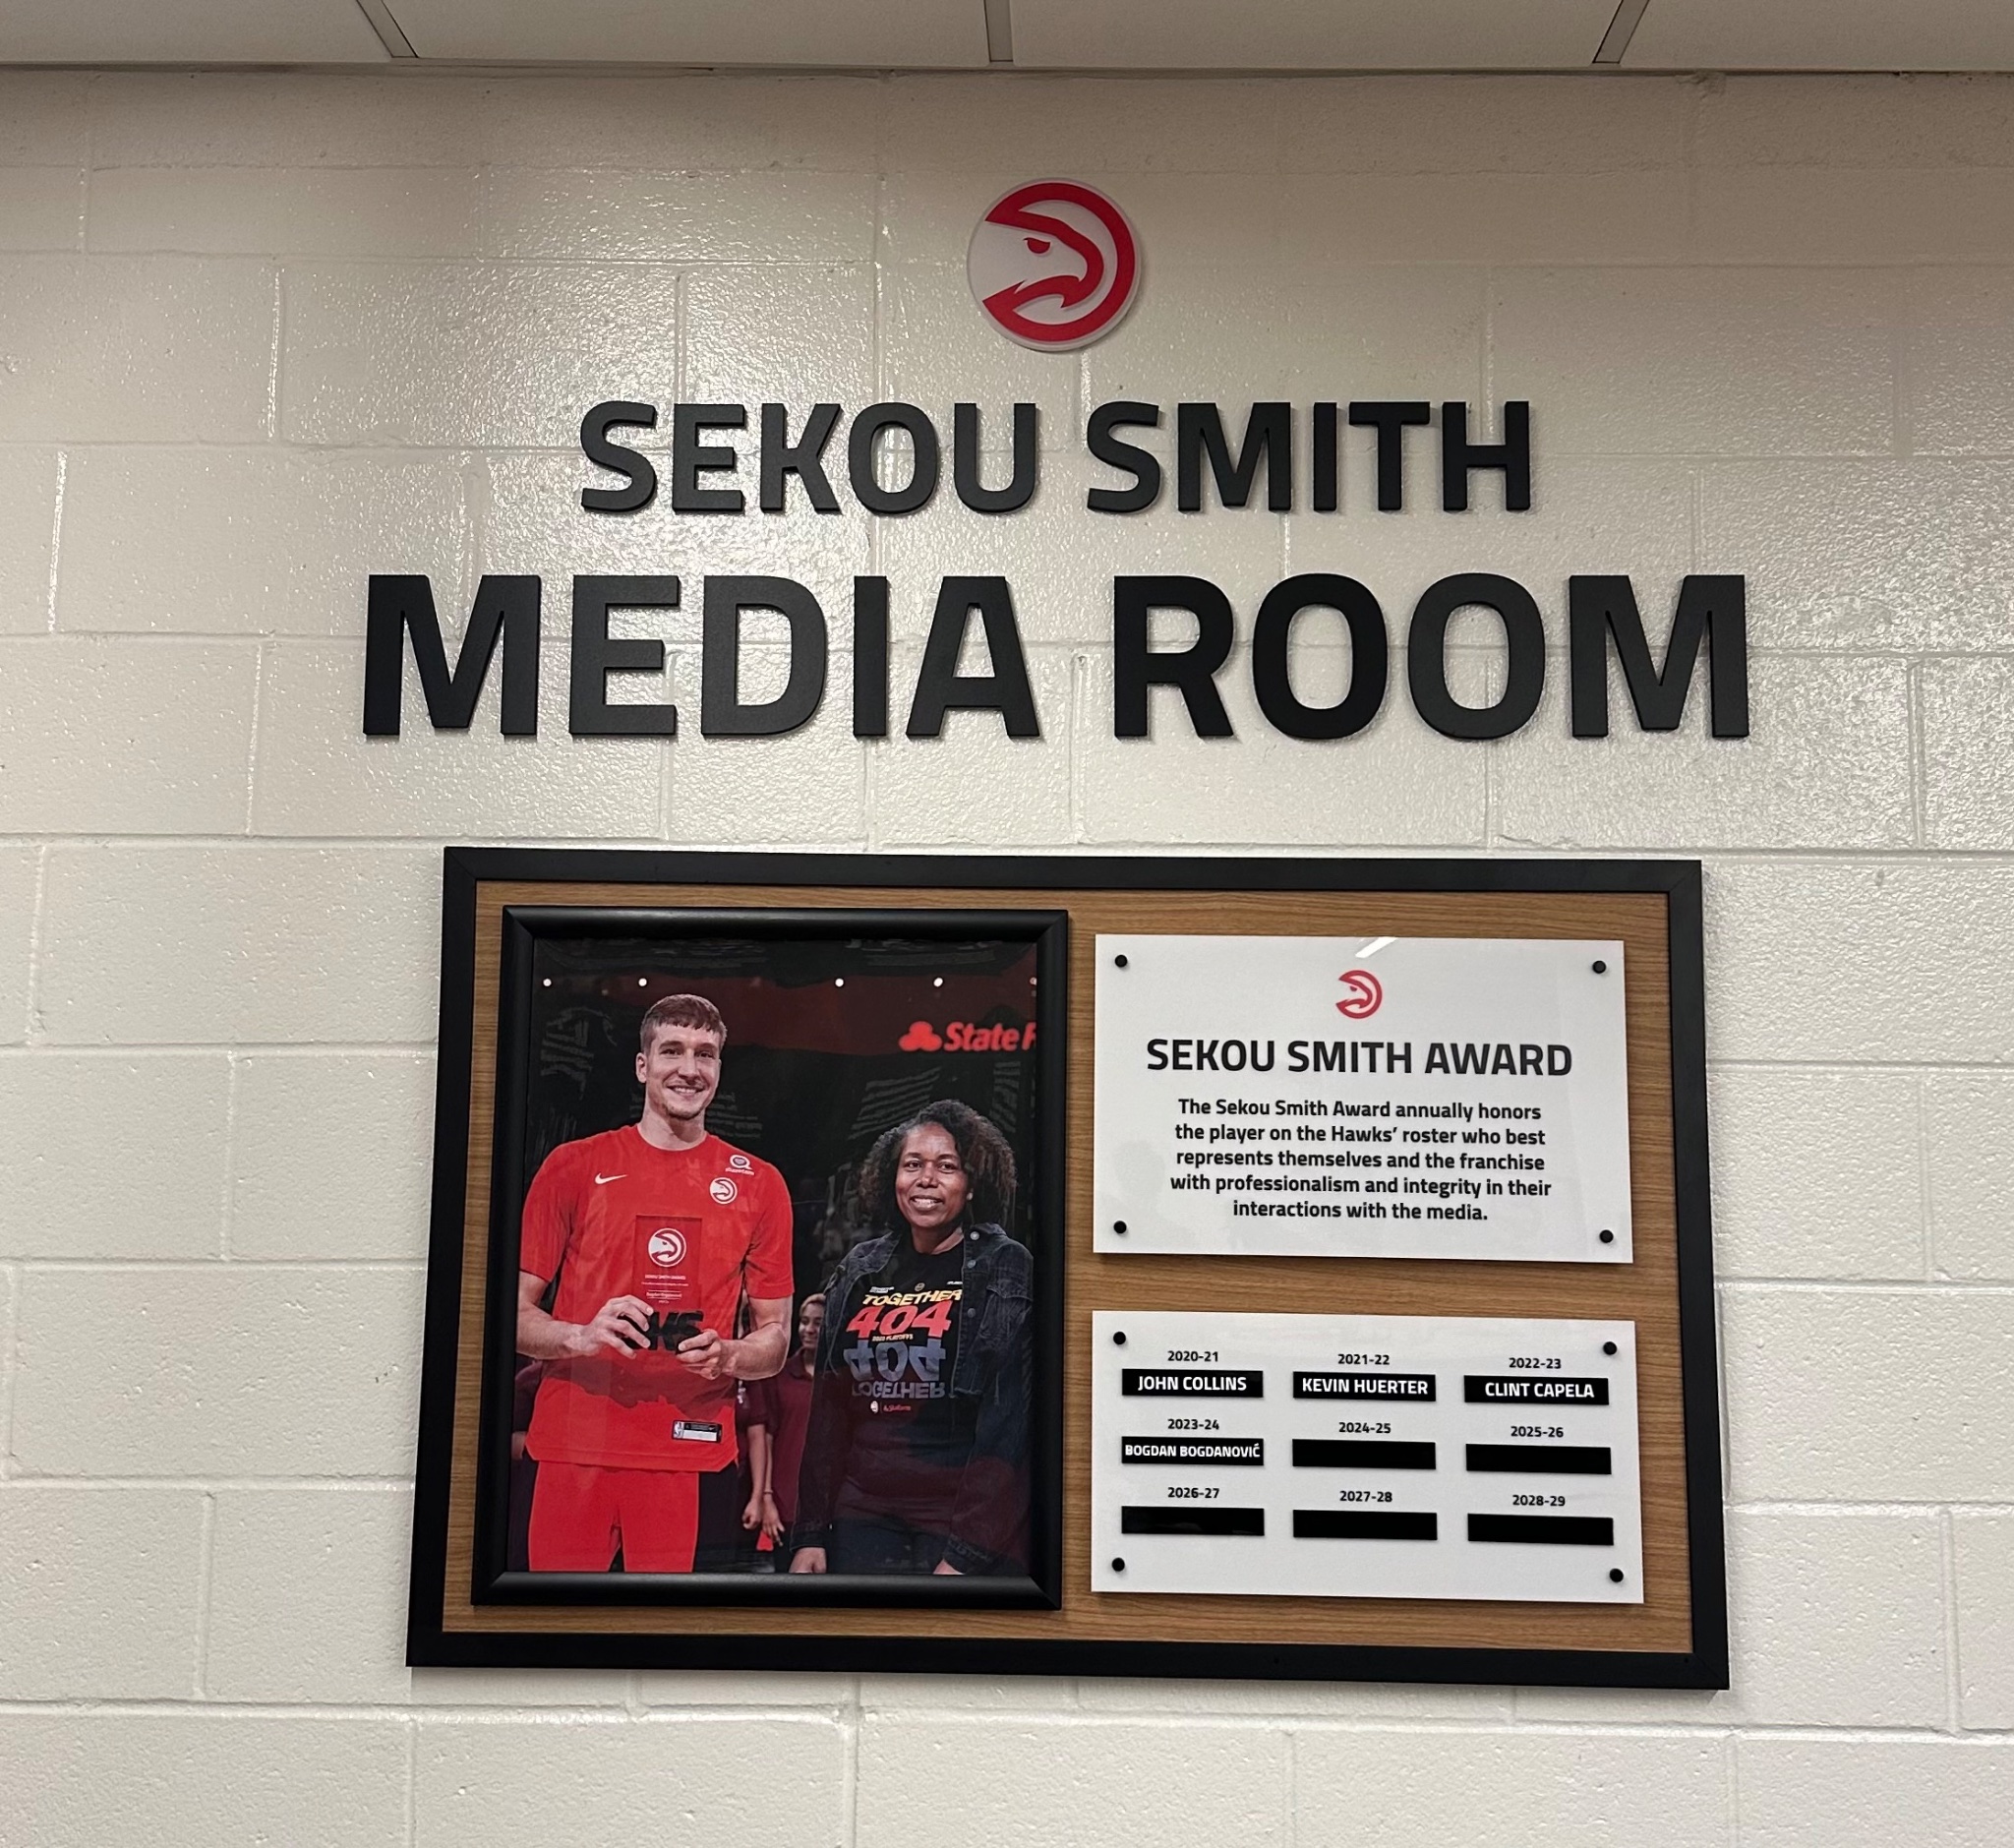 SEKOU SMITH
MEDIA ROOM
State F
TOGETHER
404
404
TOGETHER
SEKOU SMITH AWARD
The Sekou Smith Award annually honors
the player on the Hawks' roster who best
represents themselves and the franchise
with professionalism and integrity in their
interactions with the media.
2020-21
JOHN COLLINS
2021-22
KEVIN HUERTER
2022-23
CLINT CAPELA
2023-24
BOGDAN BOGDANOVIĆ
2024-25
2025-26
2026-27
2027-28
2028-29